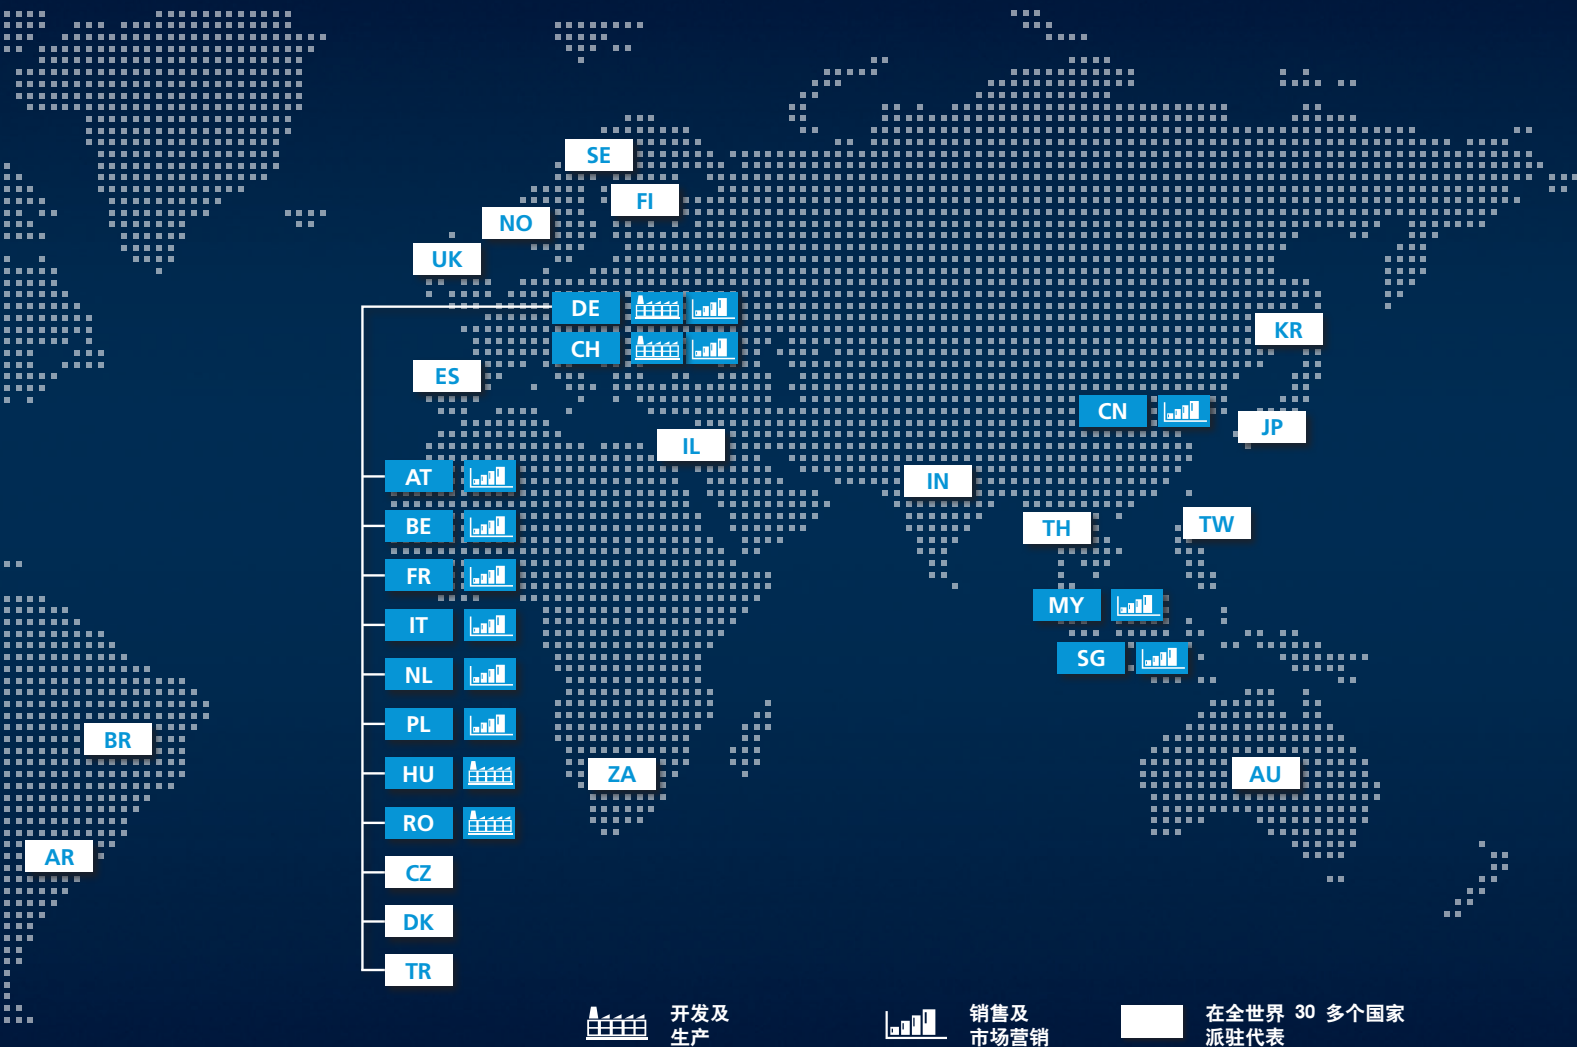 SE
FI
NO
UK
DE
CH
KR
ES
CN
JP
IL
AT
IN
BE
TH
TW
FR
MY
IT
SG
NL
PL
BR
HU
ZA
AU
RO
AR
CZ
DK
TR
开发及
生产
销售及
市场营销
在全世界 30 多个国家
派驻代表